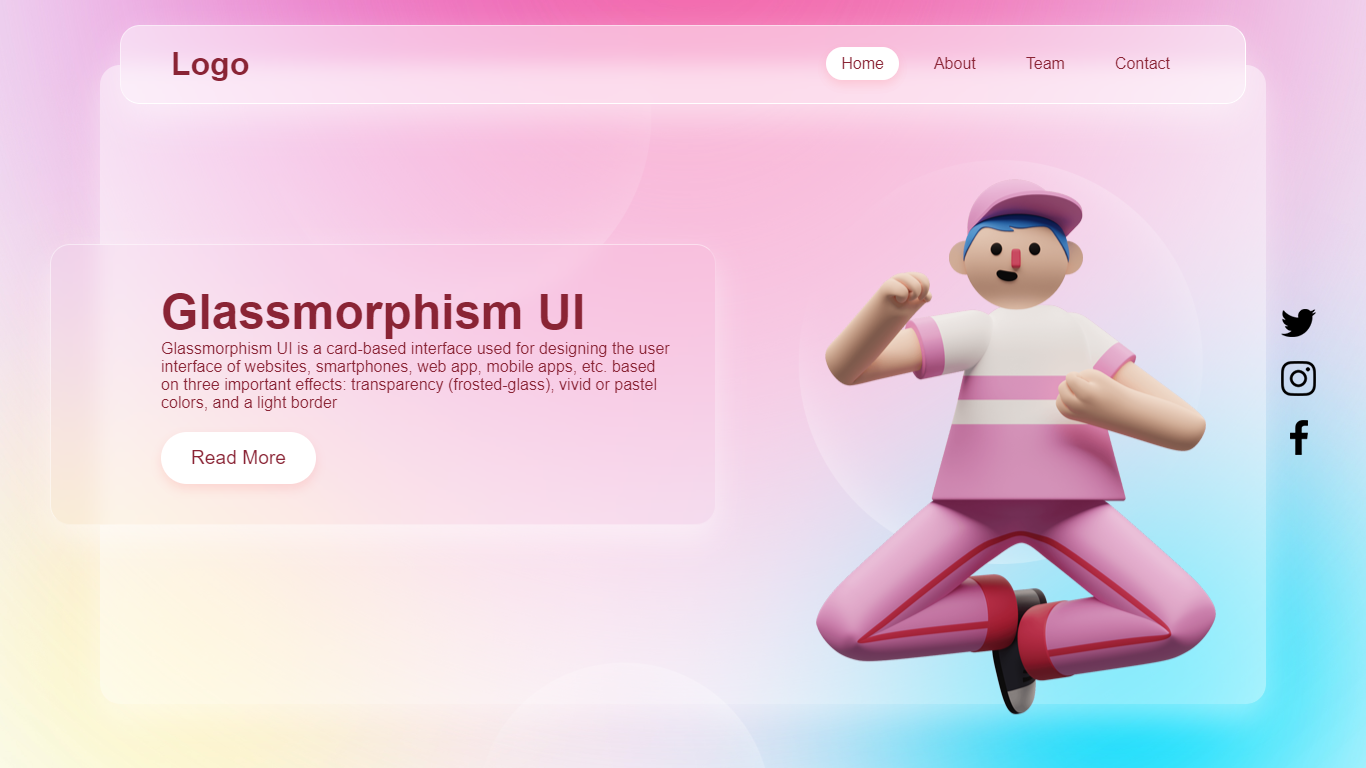 Logo
Home About Team Contact
Glassmorphism UI
Glassmorphism UI is a card-based interface used for designing the user
interface of websites, smartphones, web app, mobile apps, etc. based
on three important effects: transparency (frosted-glass), vivid or pastel
colors, and a light border
Read More